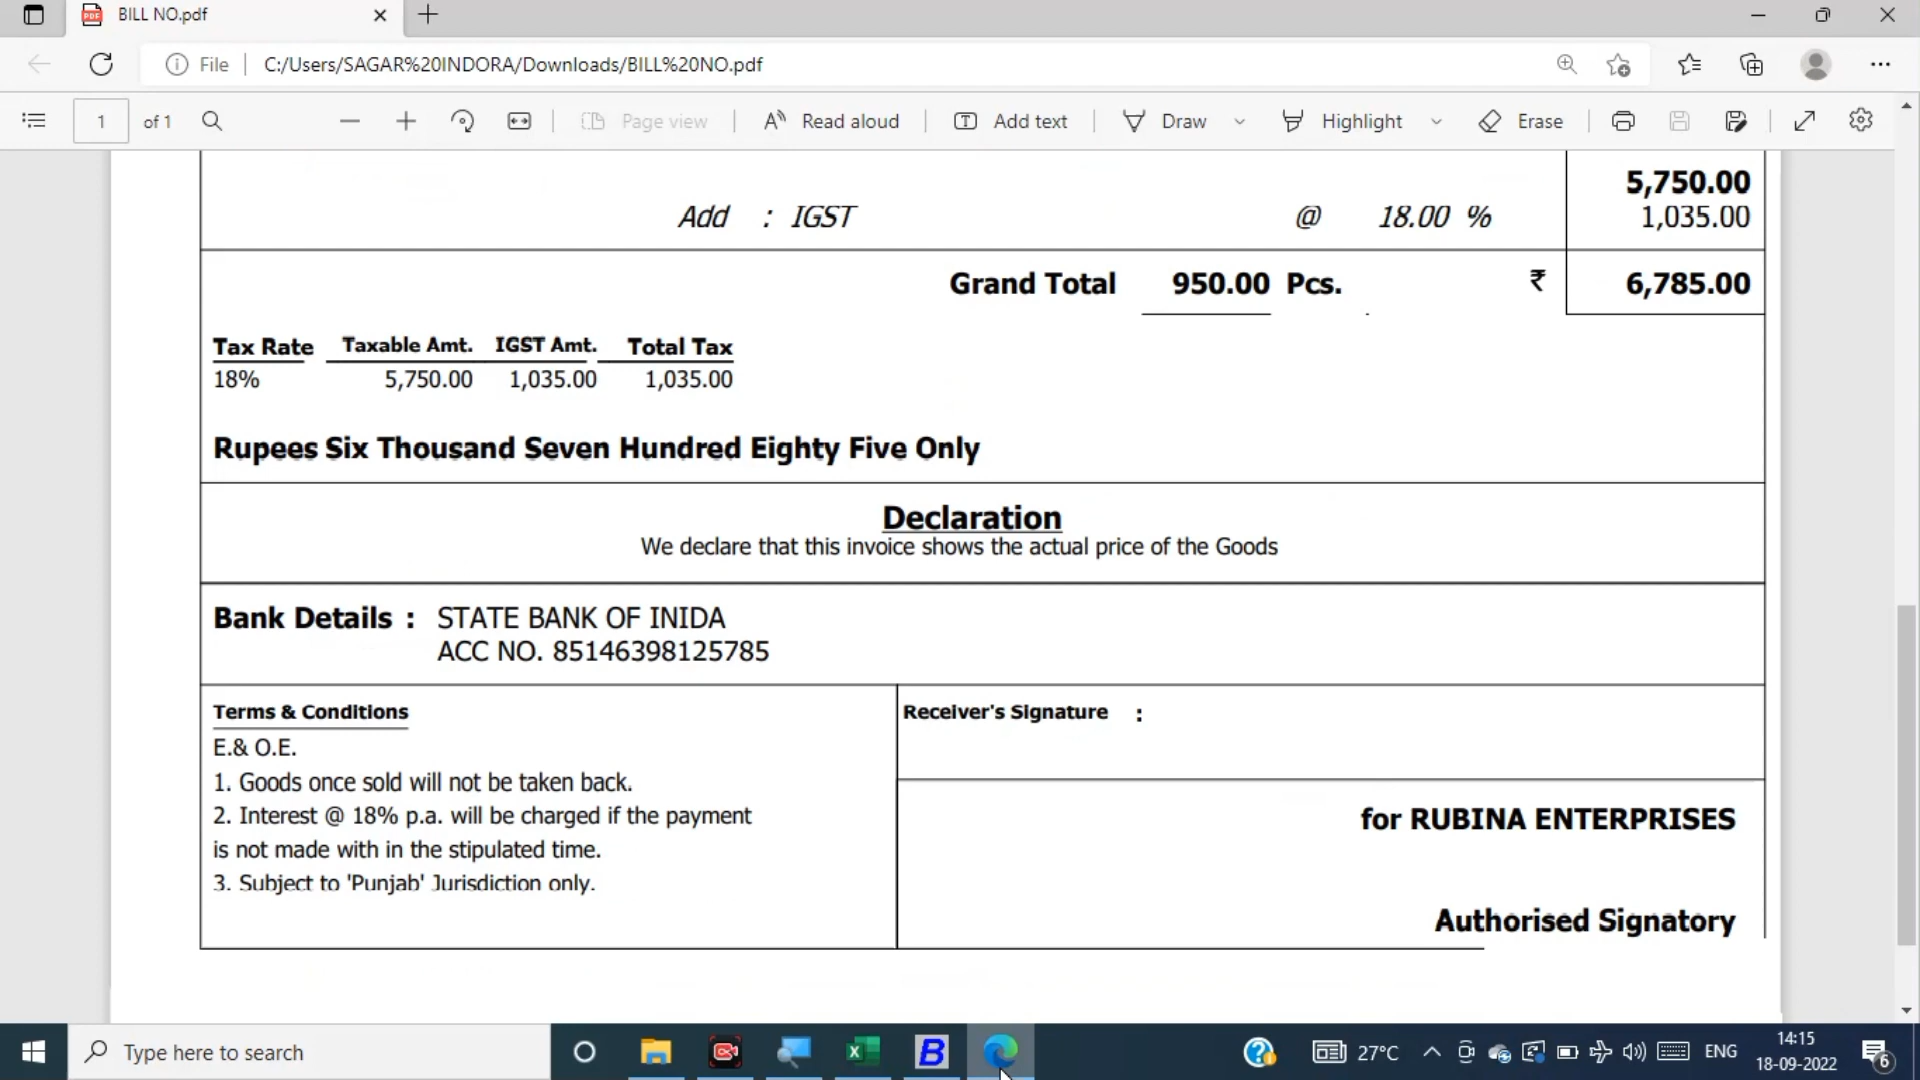 BILL NO.pdf
File C:/Users/SAGAR%20INDORA/Downloads/BILL%20NO.pdf
1 of 1 Page view Read aloud Add text Draw Highlight Erase
5,750.00
Add : IGST @ 18.00 % 1,035.00
Grand Total 950.00 Pcs. ₹ 6,785.00
Tax Rate Taxable Amt. IGST Amt. Total Tax
18% 5,750.00 1,035.00 1,035.00
Rupees Six Thousand Seven Hundred Eighty Five Only
Declaration
We declare that this invoice shows the actual price of the Goods
Bank Details : STATE BANK OF INIDA
ACC NO. 85146398125785
Terms & Conditions
E.& O.E.
1. Goods once sold will not be taken back.
2. Interest @ 18% p.a. will be charged if the payment
is not made with in the stipulated time.
3. Subject to 'Punjab' Jurisdiction only.
Receiver's Signature :
for RUBINA ENTERPRISES
Authorised Signatory
Type here to search
27°C ENG 14:15
18-09-2022
6